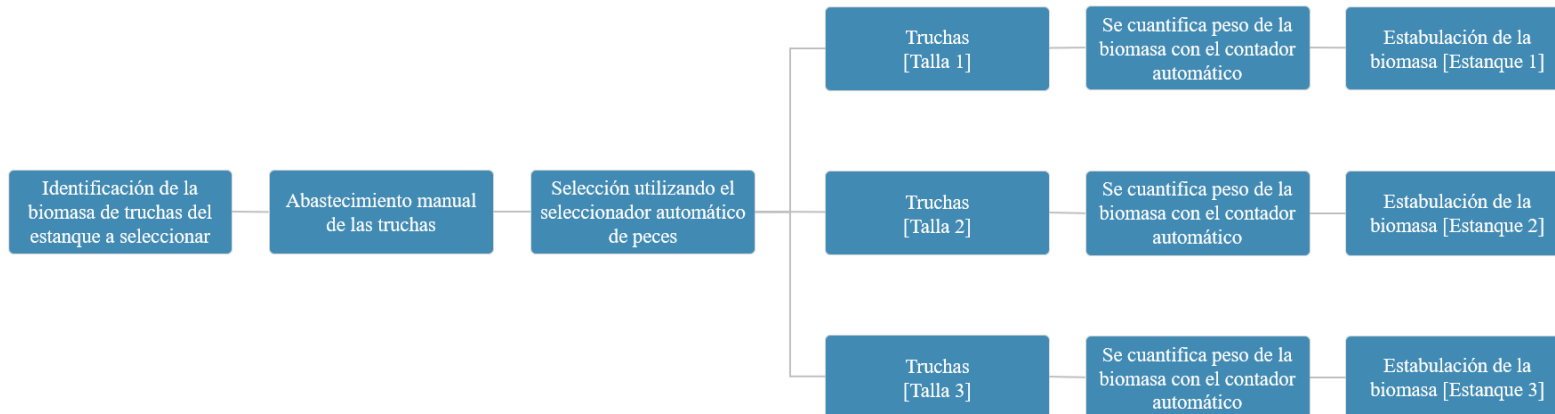 Identificación de la
biomasa de truchas del
estanque a seleccionar
Abastecimiento manual
de las truchas
Selección utilizando el
seleccionador automático
de peces
Truchas
[Talla 1]
Se cuantifica peso de la
biomasa con el contador
automático
Estabulación de la
biomasa [Estanque 1]
Truchas
[Talla 2]
Se cuantifica peso de la
biomasa con el contador
automático
Estabulación de la
biomasa [Estanque 2]
Truchas
[Talla 3]
Se cuantifica peso de la
biomasa con el contador
automático
Estabulación de la
biomasa [Estanque 3]